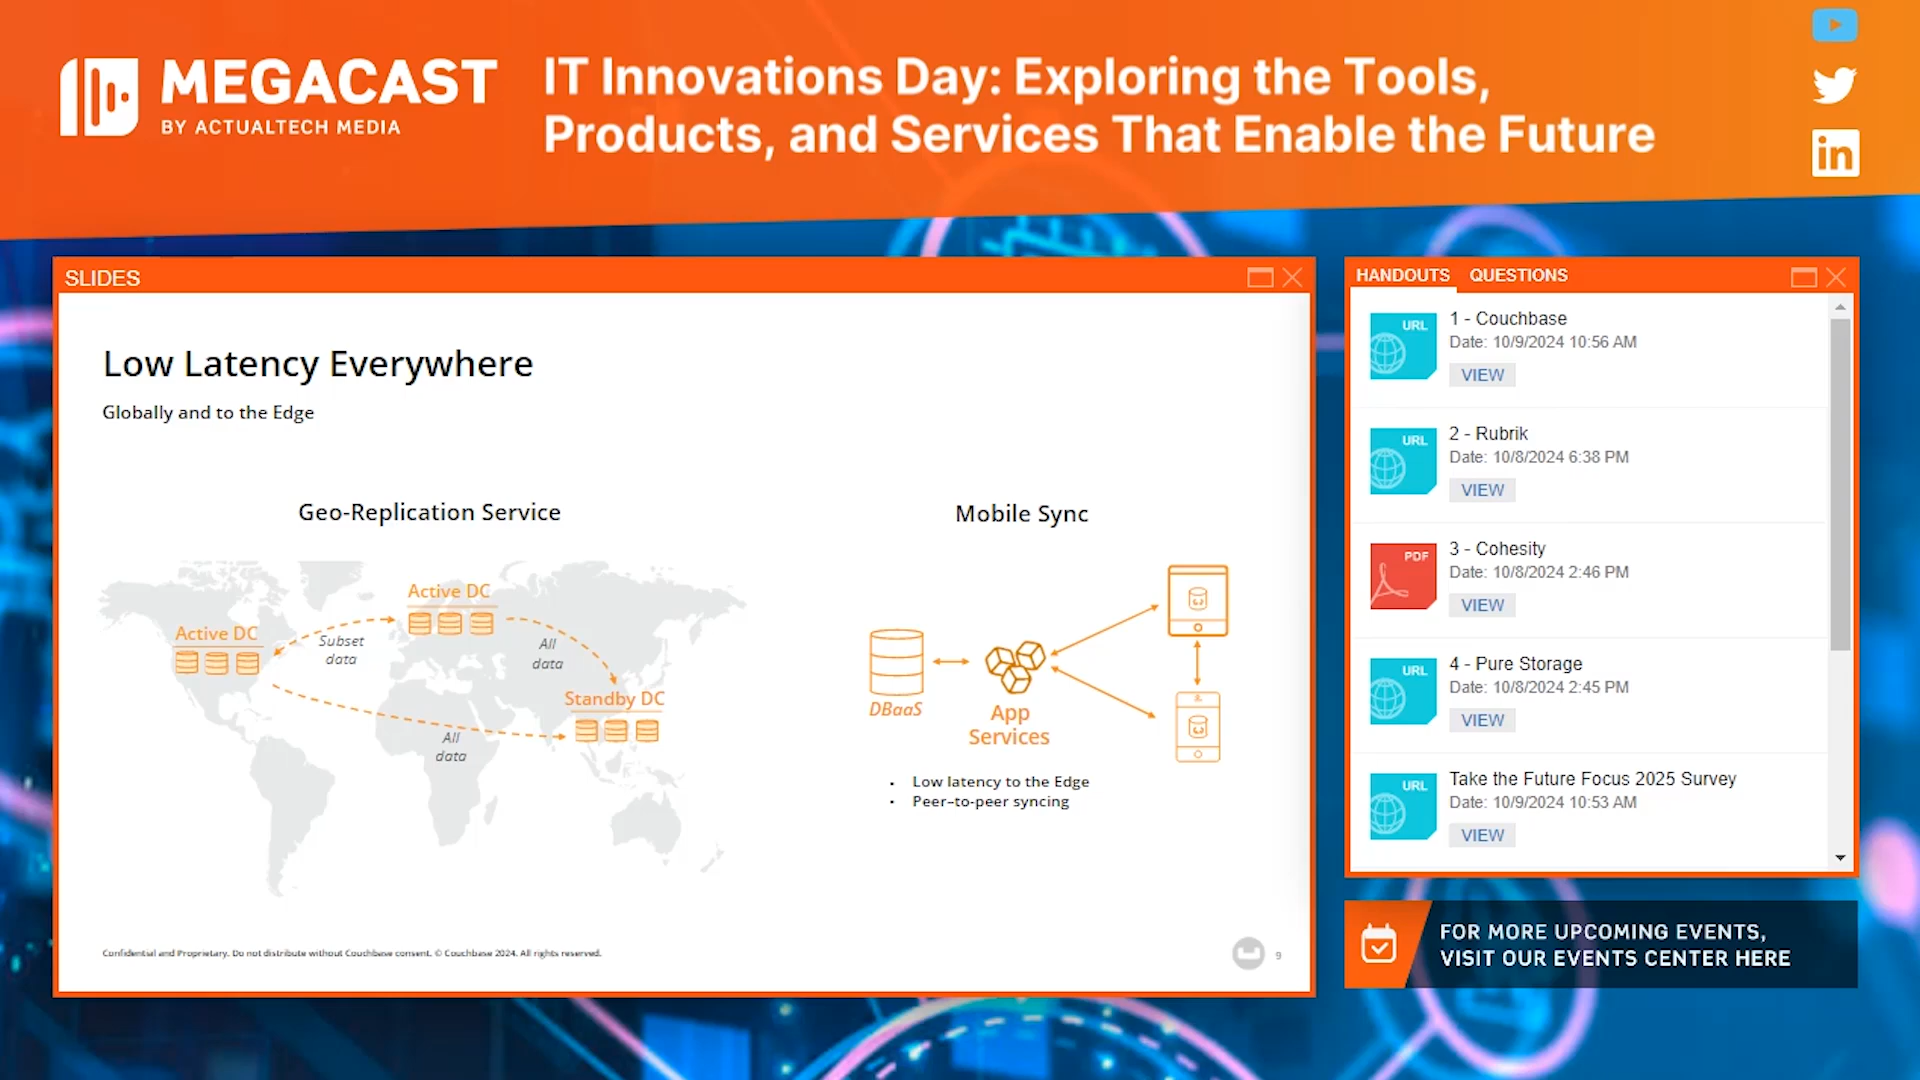 MEGACAST
BY ACTUALTECH MEDIA
IT Innovations Day: Exploring the Tools,
Products, and Services That Enable the Future
in
SLIDES
Low Latency Everywhere
Globally and to the Edge
Geo-Replication Service
Active DC
Active DC
Subset
data
All
data
Standby DC
All
data
Mobile Sync
DBaaS
App
Services
• Low latency to the Edge
• Peer-to-peer syncing
Confidential and Proprietary. Do not distribute without Couchbase consent. © Couchbase 2024. All rights reserved.
9
HANDOUTS QUESTIONS
URL
1 - Couchbase
Date: 10/9/2024 10:56 AM
VIEW
URL
2 - Rubrik
Date: 10/8/2024 6:38 PM
VIEW
PDF
3 - Cohesity
Date: 10/8/2024 2:46 PM
VIEW
URL
4 - Pure Storage
Date: 10/8/2024 2:45 PM
VIEW
URL
Take the Future Focus 2025 Survey
Date: 10/9/2024 10:53 AM
VIEW
FOR MORE UPCOMING EVENTS,
VISIT OUR EVENTS CENTER HERE